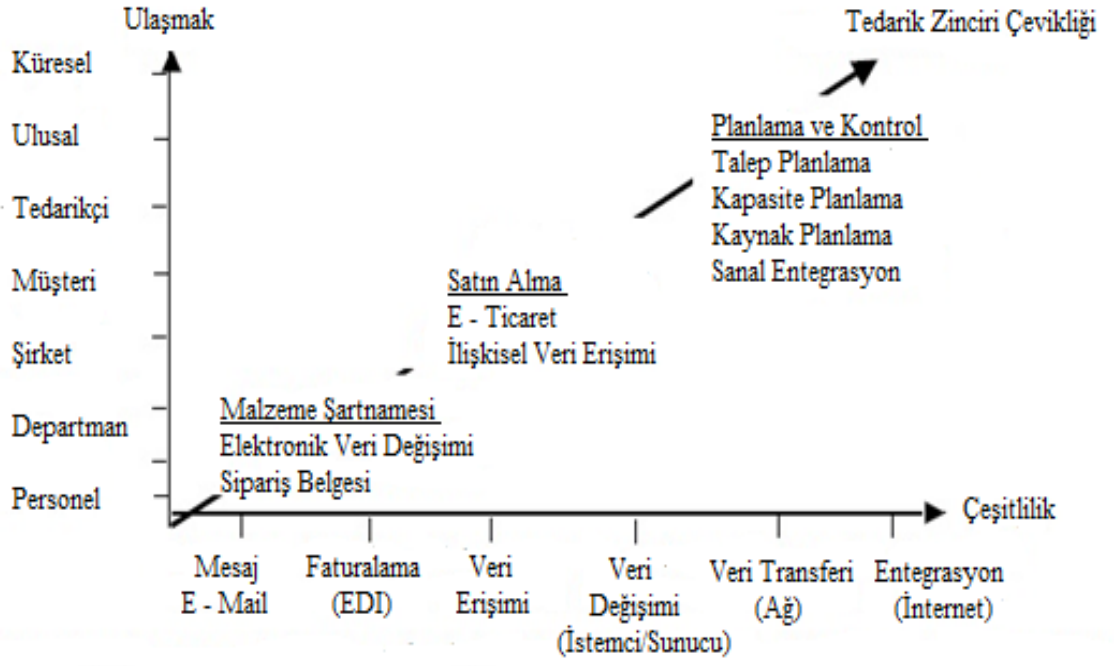 Ulaşmak
Tedarik Zinciri Çevikliği
Küresel
Ulusal
Tedarikçi
Müşteri
Şirket
Departman
Personel
Planlama ve Kontrol
Talep Planlama
Kapasite Planlama
Kaynak Planlama
Sanal Entegrasyon
Satın Alma
E - Ticaret
İlişkisel Veri Erişimi
Malzeme Şartnamesi
Elektronik Veri Değişimi
Sipariş Belgesi
Çeşitlilik
Mesaj
E - Mail
Faturalama
(EDI)
Veri
Erişimi
Veri
Değişimi
(İstemci/Sunucu)
Veri Transferi
(Ağ)
Entegrasyon
(İnternet)